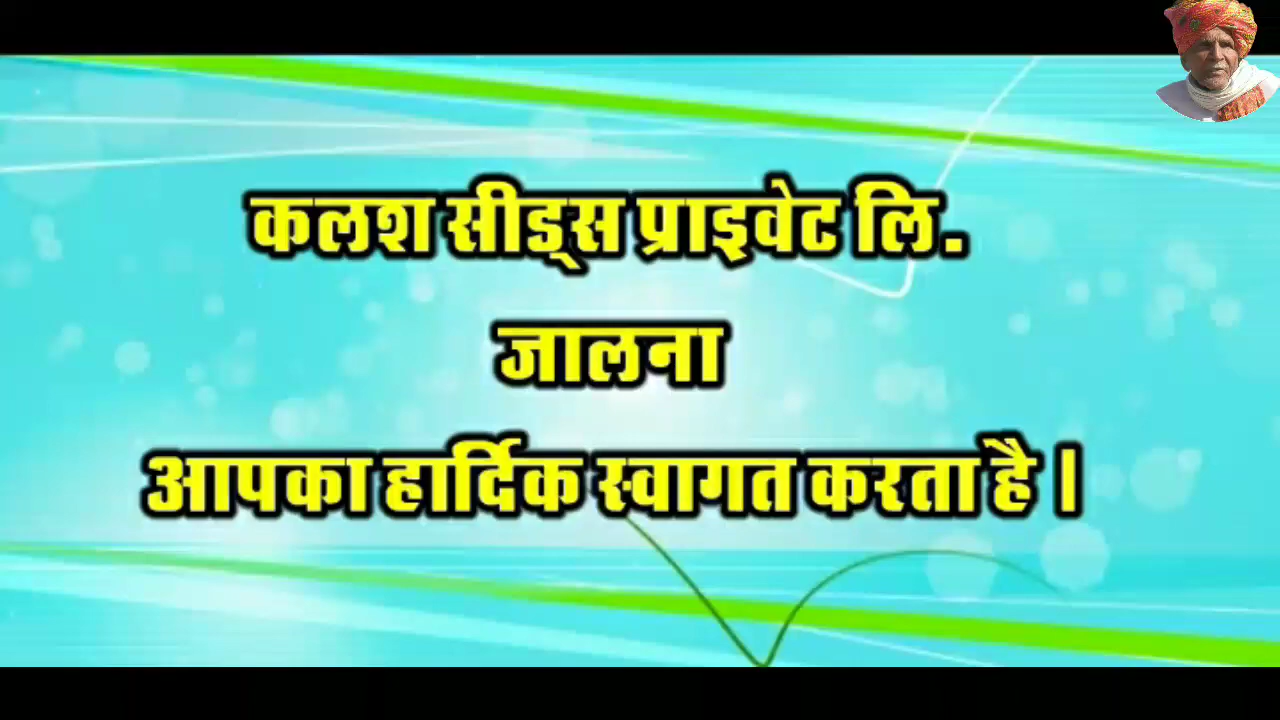 कलश सीड्स प्राइवेट लि.
जालना
आपका हार्दिक स्वागत करता है |